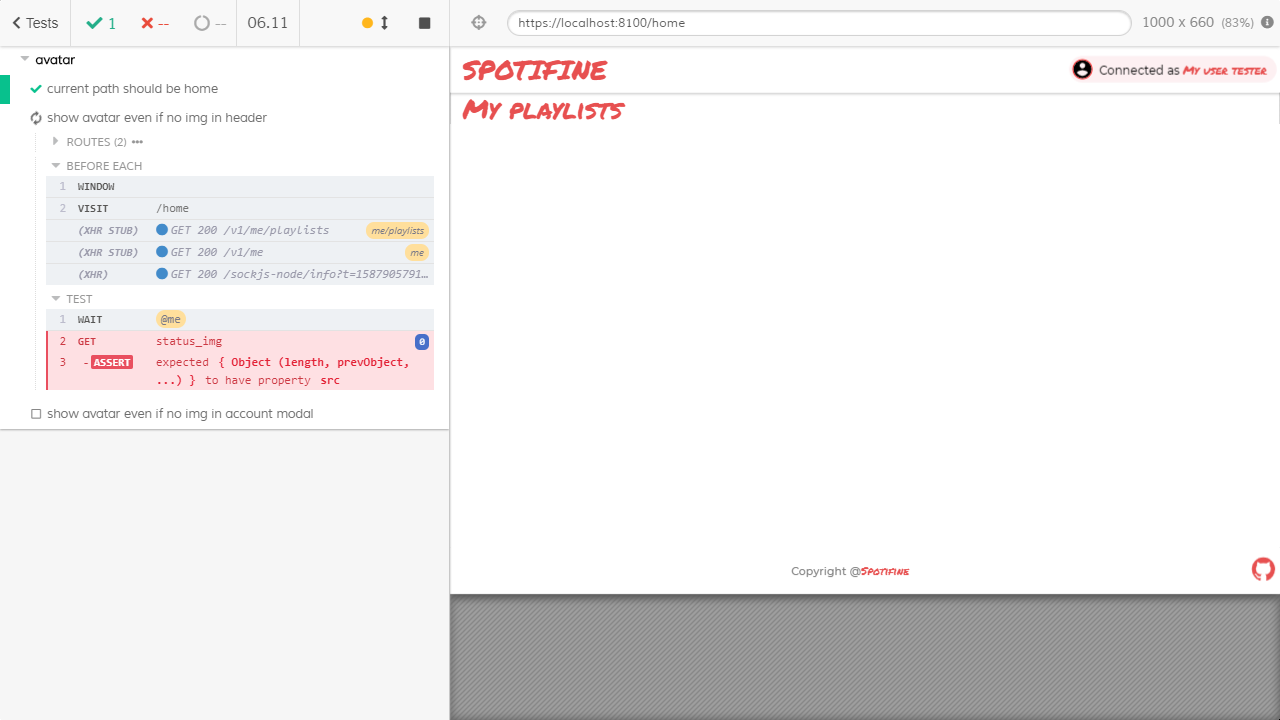 Tests 1 -- -- 06.11
https://localhost:8100/home 1000 x 660 (83%)
avatar
current path should be home
show avatar even if no img in header
ROUTES (2)
BEFORE EACH
1 WINDOW
2 VISIT /home
(XHR STUB) GET 200 /v1/me/playlists me/playlists
(XHR STUB) GET 200 /v1/me me
(XHR) GET 200 /sockjs-node/info?t=1587905791…
TEST
1 WAIT @me
2 GET status_img 0
3 -ASSERT expected { Object (length, prevObject,
...) } to have property src
show avatar even if no img in account modal
SPOTIFINE
Connected as My user tester
My playlists
Copyright @Spotifine